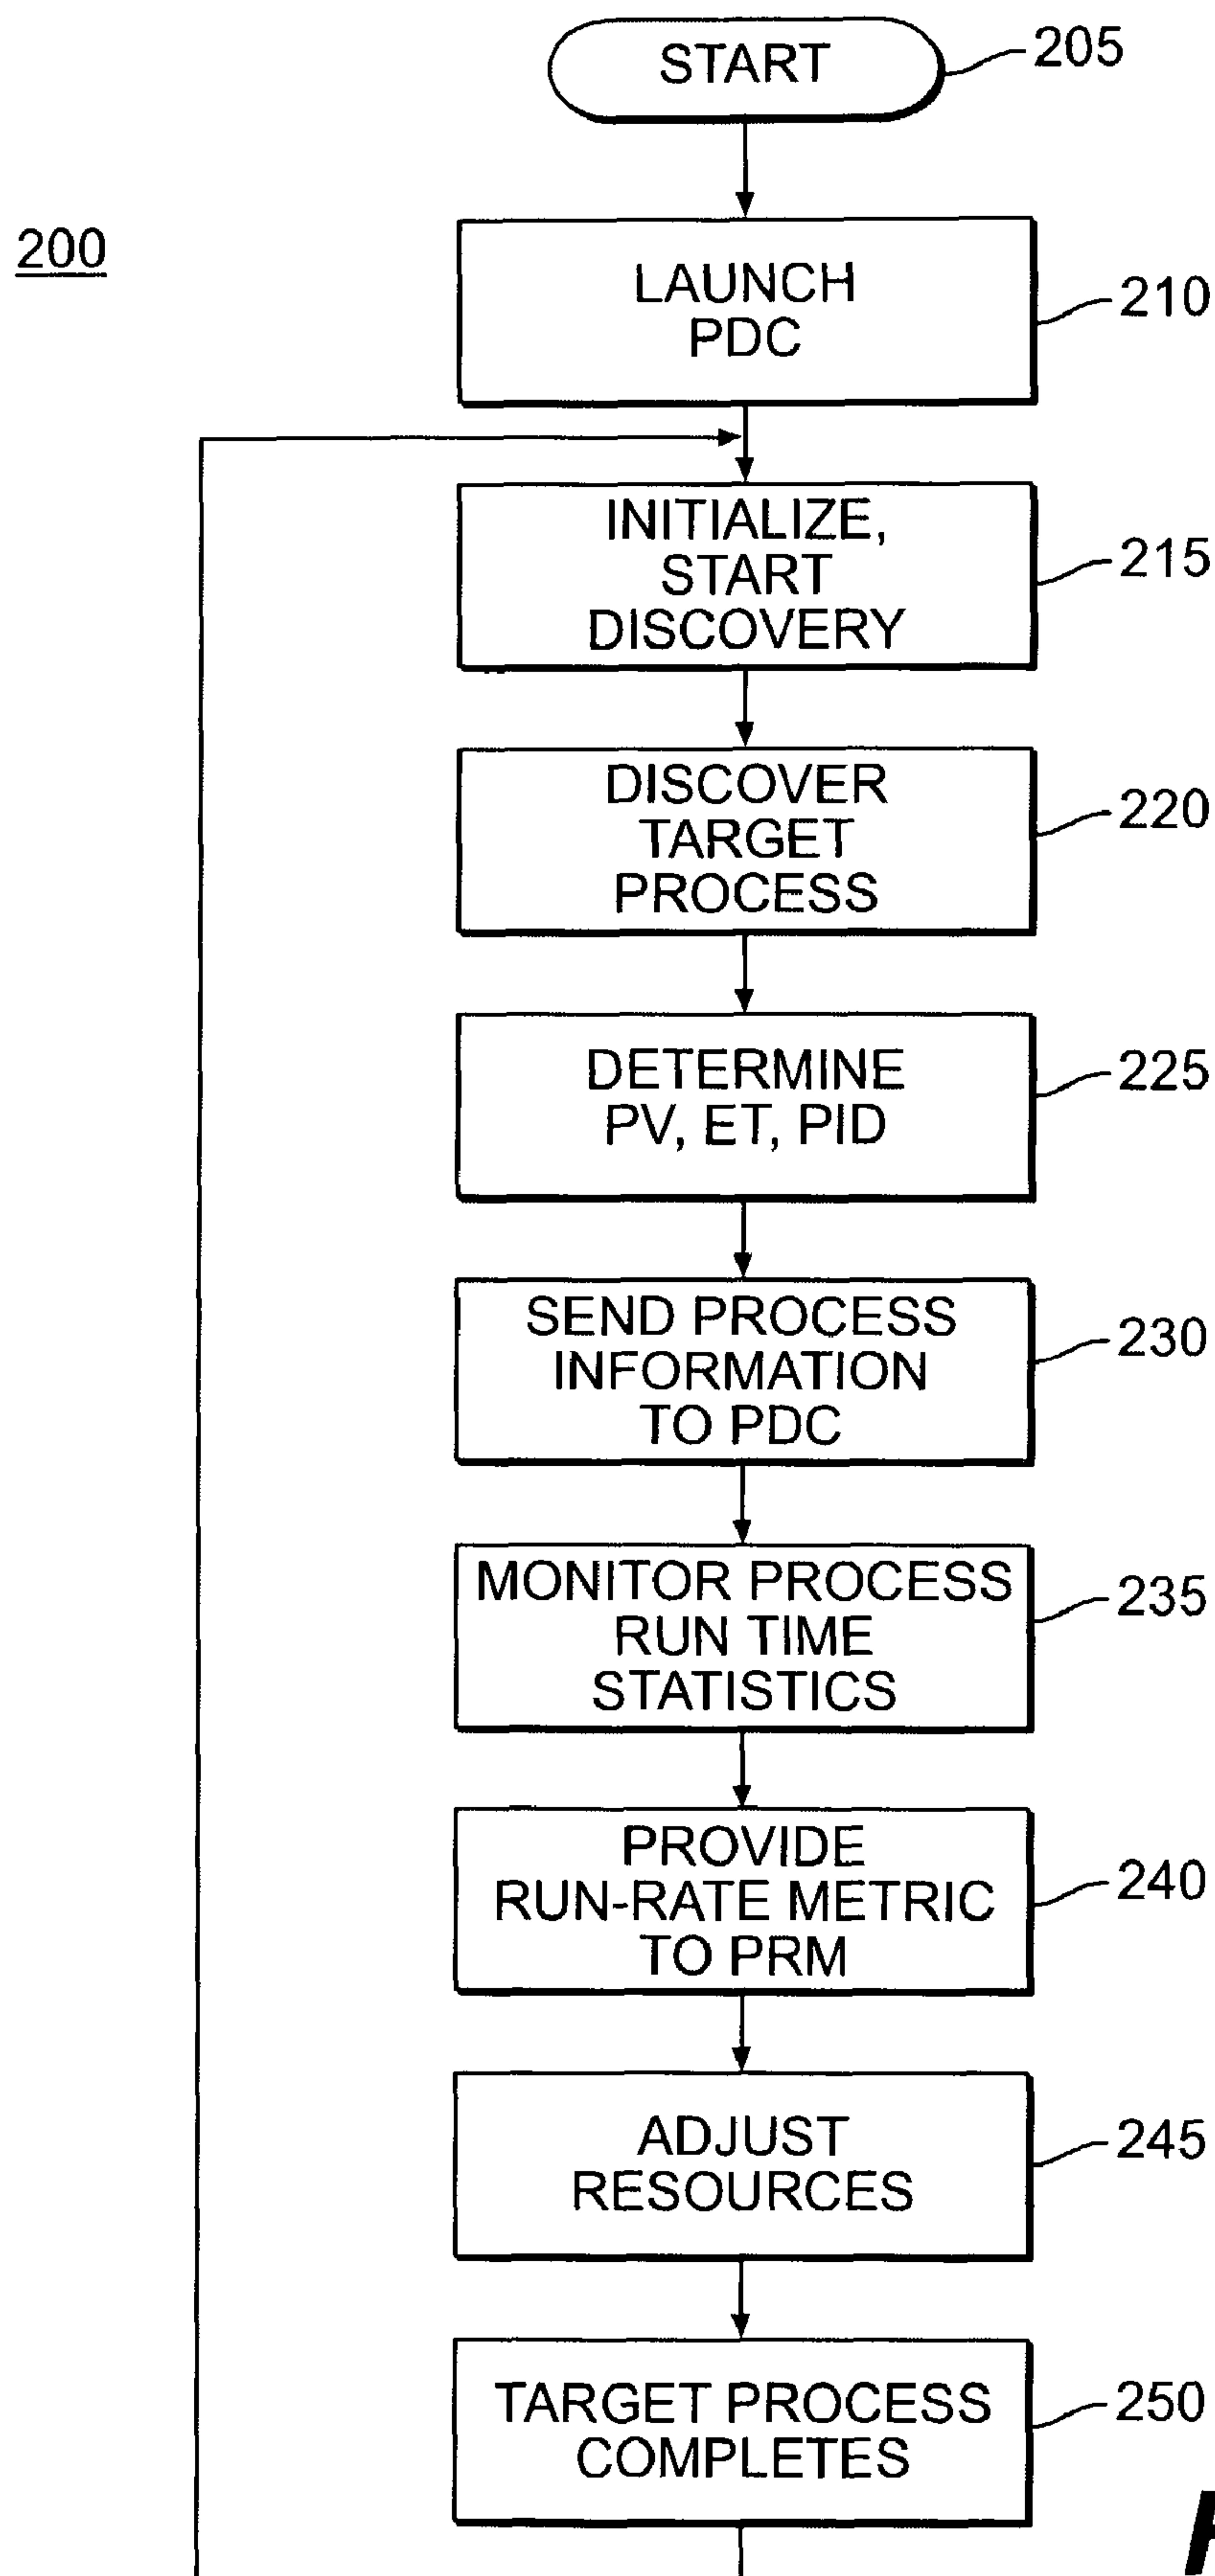 START
205
200
LAUNCH
PDC
210
INITIALIZE,
START
DISCOVERY
215
DISCOVER
TARGET
PROCESS
220
DETERMINE
PV, ET, PID
225
SEND PROCESS
INFORMATION
TO PDC
230
MONITOR PROCESS
RUN TIME
STATISTICS
235
PROVIDE
RUN-RATE METRIC
TO PRM
240
ADJUST
RESOURCES
245
TARGET PROCESS
COMPLETES
250